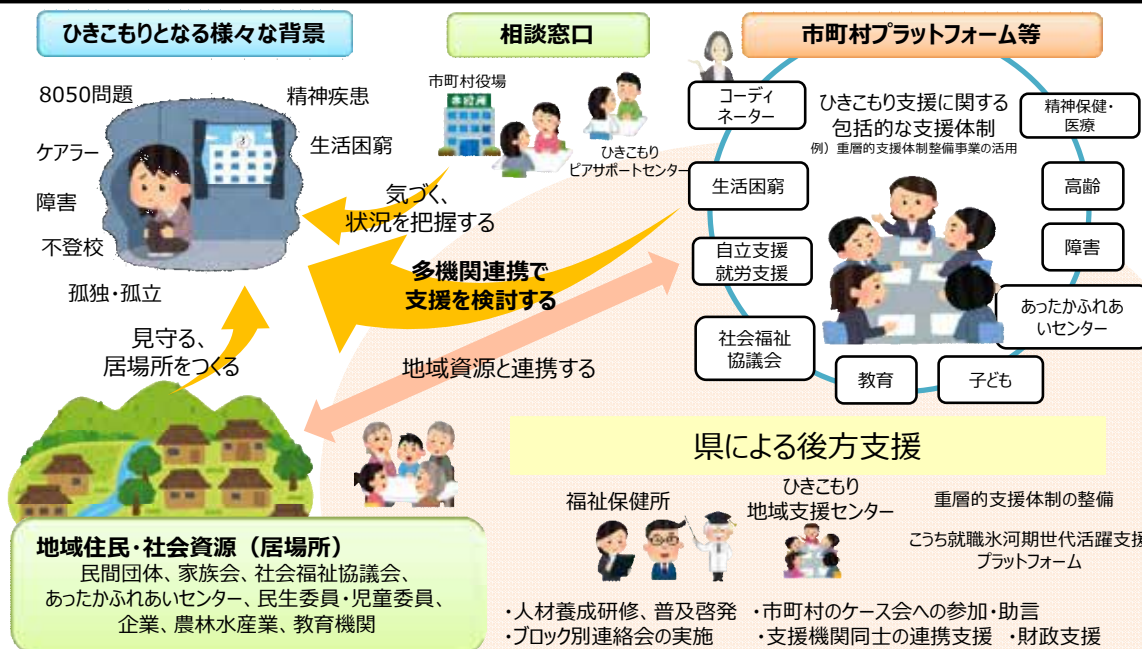 ひきこもりとなる様々な背景
8050問題
精神疾患
ケアラー
生活困窮
障害
不登校
孤独・孤立
相談窓口
市町村役場
市役所
ひきこもり
ピアサポートセンター
気づく、
状況を把握する
多機関連携で
支援を検討する
見守る、
居場所をつくる
地域資源と連携する
市町村プラットフォーム等
コーディ
ネーター
ひきこもり支援に関する
包括的な支援体制
例）重層的支援体制整備事業の活用
精神保健・
医療
生活困窮
高齢
自立支援
就労支援
障害
社会福祉
協議会
あったかふれあ
いセンター
教育
子ども
地域住民・社会資源（居場所）
民間団体、家族会、社会福祉協議会、
あったかふれあいセンター、民生委員・児童委員、
企業、農林水産業、教育機関
県による後方支援
福祉保健所
ひきこもり
地域支援センター
重層的支援体制の整備
こうち就職氷河期世代活躍支援
プラットフォーム
・人材養成研修、普及啓発
・市町村のケース会への参加・助言
・ブロック別連絡会の実施
・支援機関同士の連携支援 ・財政支援